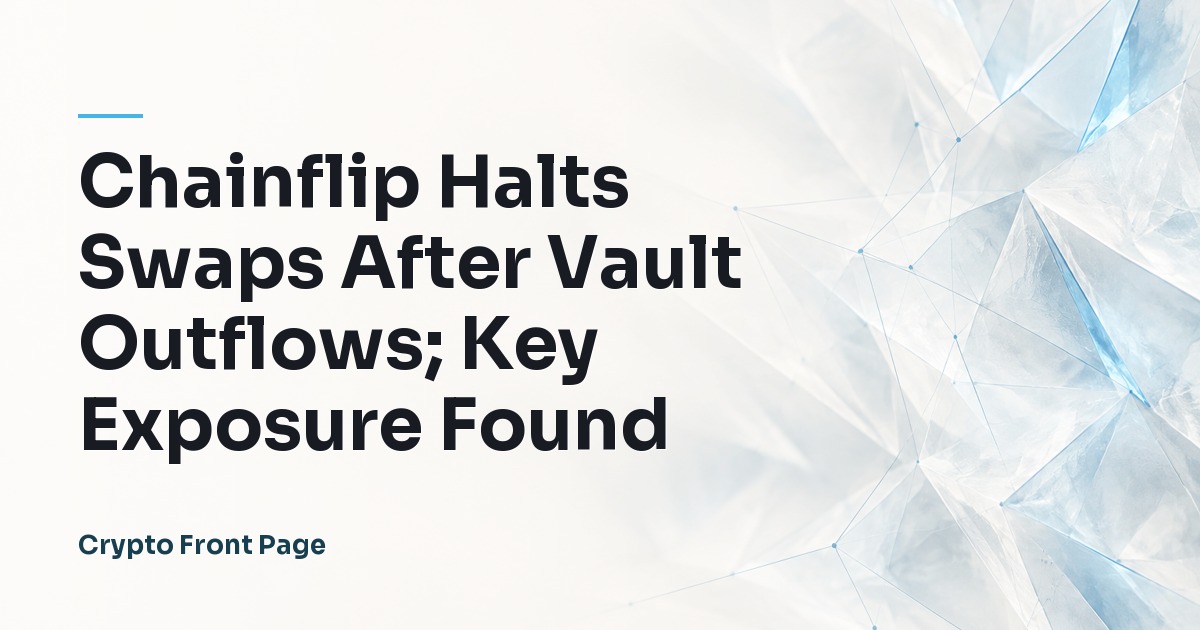 Chainflip Halts
Swaps After Vault
Outflows; Key
Exposure Found
Crypto Front Page